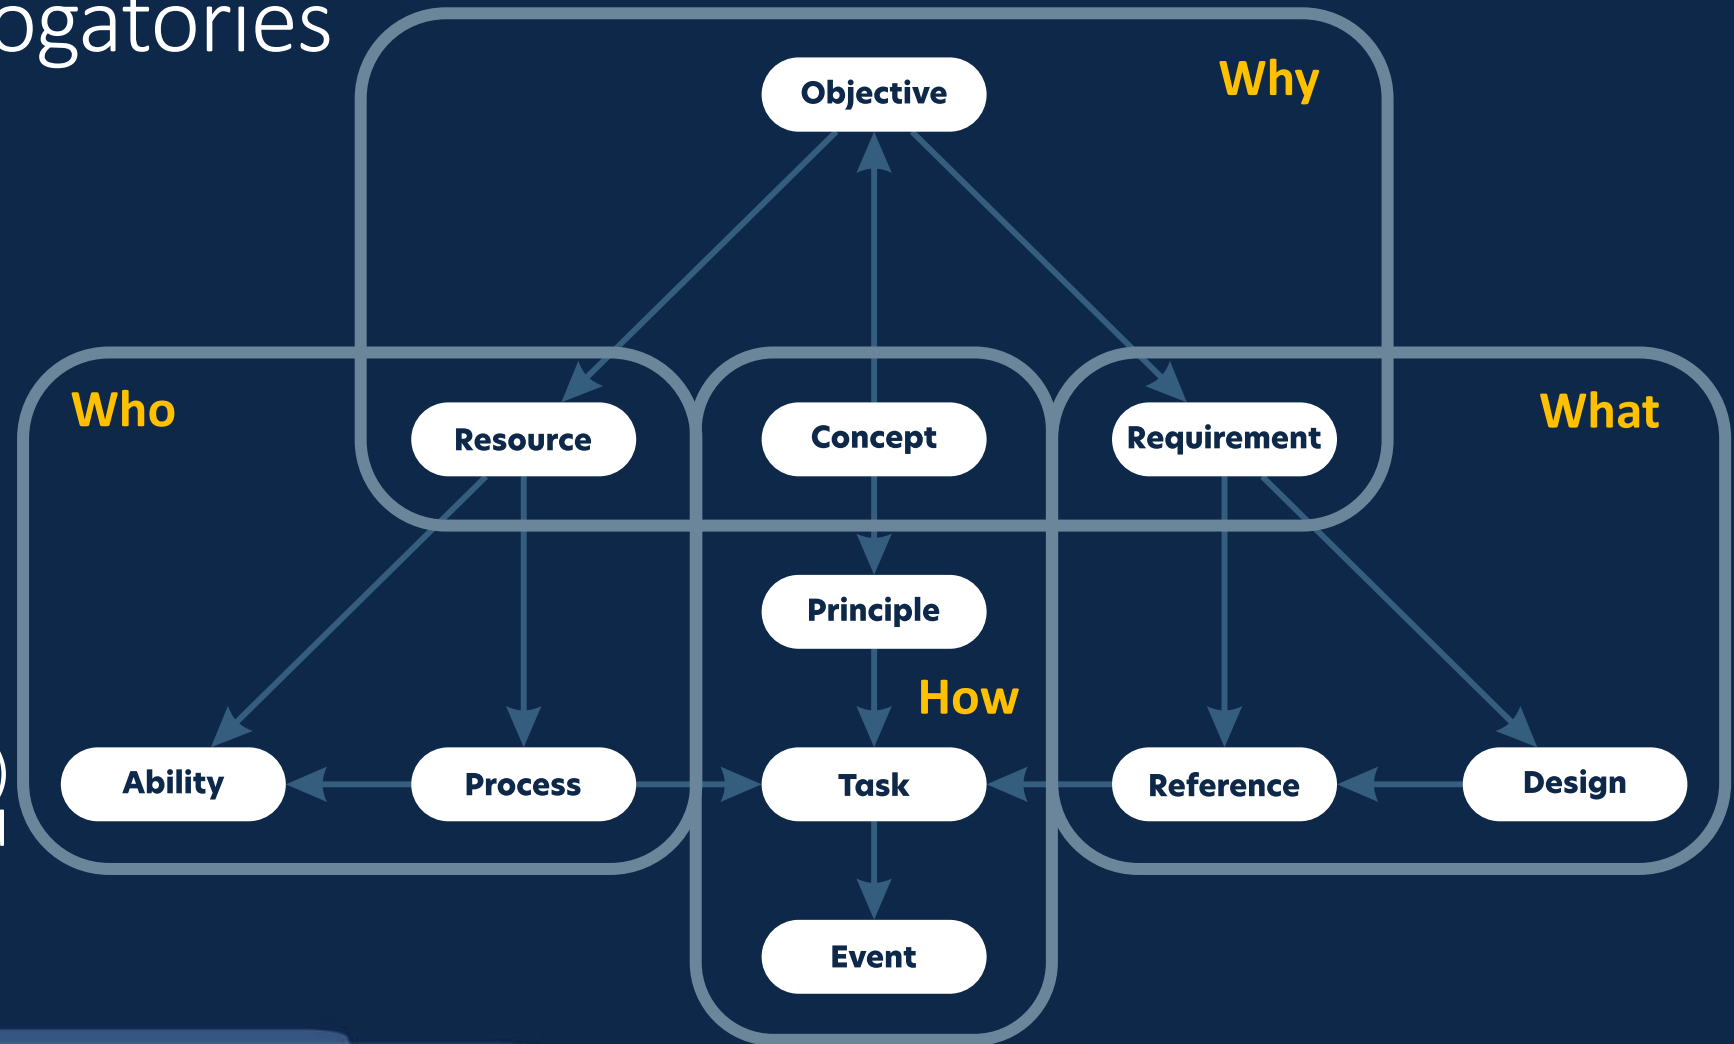 ogatories
Objective
Why
Who
What
Resource
Concept
Requirement
Principle
How
Ability
Process
Task
Reference
Design
Event